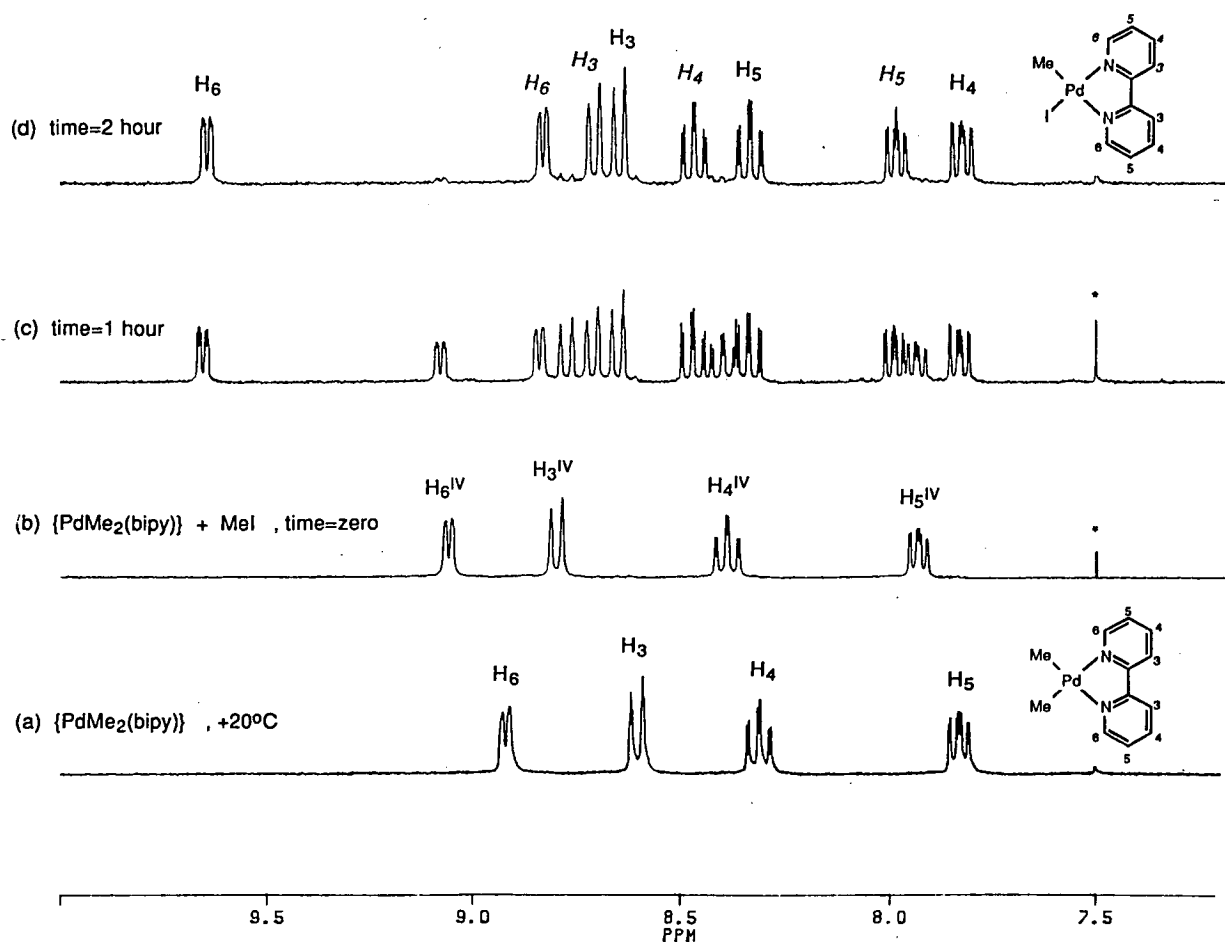 H3
H6
H6
H3
H4
H5
H5
H4
(d) time=2 hour
5
6
4
Me
N
3
Pd
I
N
3
6
4
5
(c) time=1 hour
*
H6IV
H3IV
H4IV
H5IV
(b) {PdMe2(bipy)} + MeI , time=zero
*
H6
H3
H4
H5
(a) {PdMe2(bipy)} , +20ºC
5
6
4
Me
N
3
Pd
Me
N
3
6
4
5
9.5
9.0
8.5
8.0
7.5
PPM